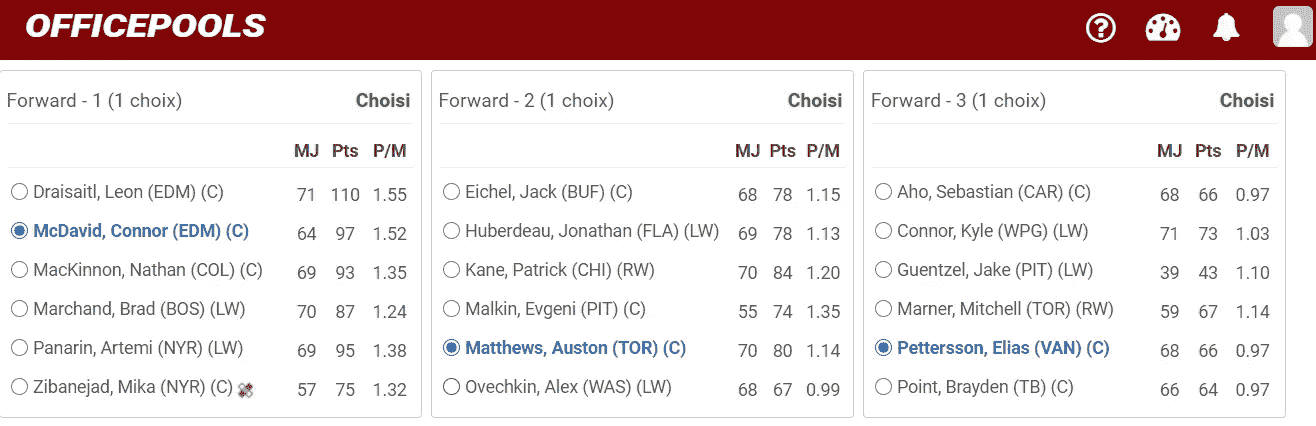 OFFICEPOOLS
Forward - 1 (1 choix) Choisi
MJ Pts P/M
Draisaitl, Leon (EDM) (C) 71 110 1.55
McDavid, Connor (EDM) (C) 64 97 1.52
MacKinnon, Nathan (COL) (C) 69 93 1.35
Marchand, Brad (BOS) (LW) 70 87 1.24
Panarin, Artemi (NYR) (LW) 69 95 1.38
Zibanejad, Mika (NYR) (C) 57 75 1.32
Forward - 2 (1 choix) Choisi
MJ Pts P/M
Eichel, Jack (BUF) (C) 68 78 1.15
Huberdeau, Jonathan (FLA) (LW) 69 78 1.13
Kane, Patrick (CHI) (RW) 70 84 1.20
Malkin, Evgeni (PIT) (C) 55 74 1.35
Matthews, Auston (TOR) (C) 70 80 1.14
Ovechkin, Alex (WAS) (LW) 68 67 0.99
Forward - 3 (1 choix) Choisi
MJ Pts P/M
Aho, Sebastian (CAR) (C) 68 66 0.97
Connor, Kyle (WPG) (LW) 71 73 1.03
Guentzel, Jake (PIT) (LW) 39 43 1.10
Marner, Mitchell (TOR) (RW) 59 67 1.14
Pettersson, Elias (VAN) (C) 68 66 0.97
Point, Brayden (TB) (C) 66 64 0.97